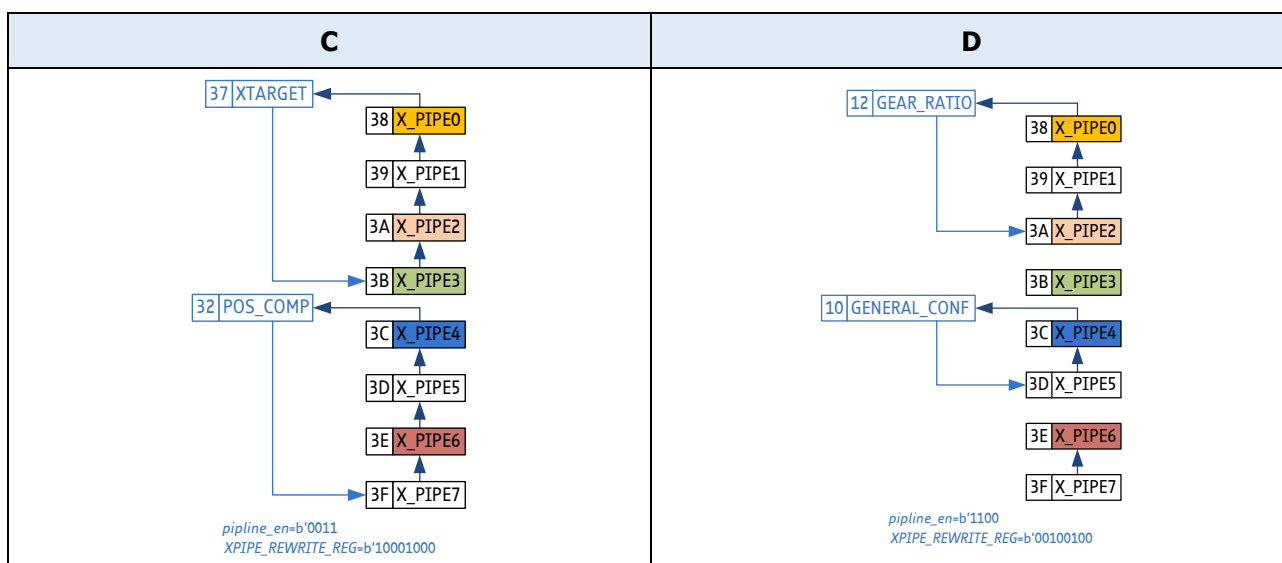 C
D
37 XTARGET
38 X_PIPE0
39 X_PIPE1
3A X_PIPE2
3B X_PIPE3
32 POS_COMP
3C X_PIPE4
3D X_PIPE5
3E X_PIPE6
3F X_PIPE7
pipline_en=b'0011
XPIPE_REWRITE_REG=b'10001000
12 GEAR_RATIO
38 X_PIPE0
39 X_PIPE1
3A X_PIPE2
3B X_PIPE3
10 GENERAL_CONF
3C X_PIPE4
3D X_PIPE5
3E X_PIPE6
3F X_PIPE7
pipline_en=b'1100
XPIPE_REWRITE_REG=b'00100100